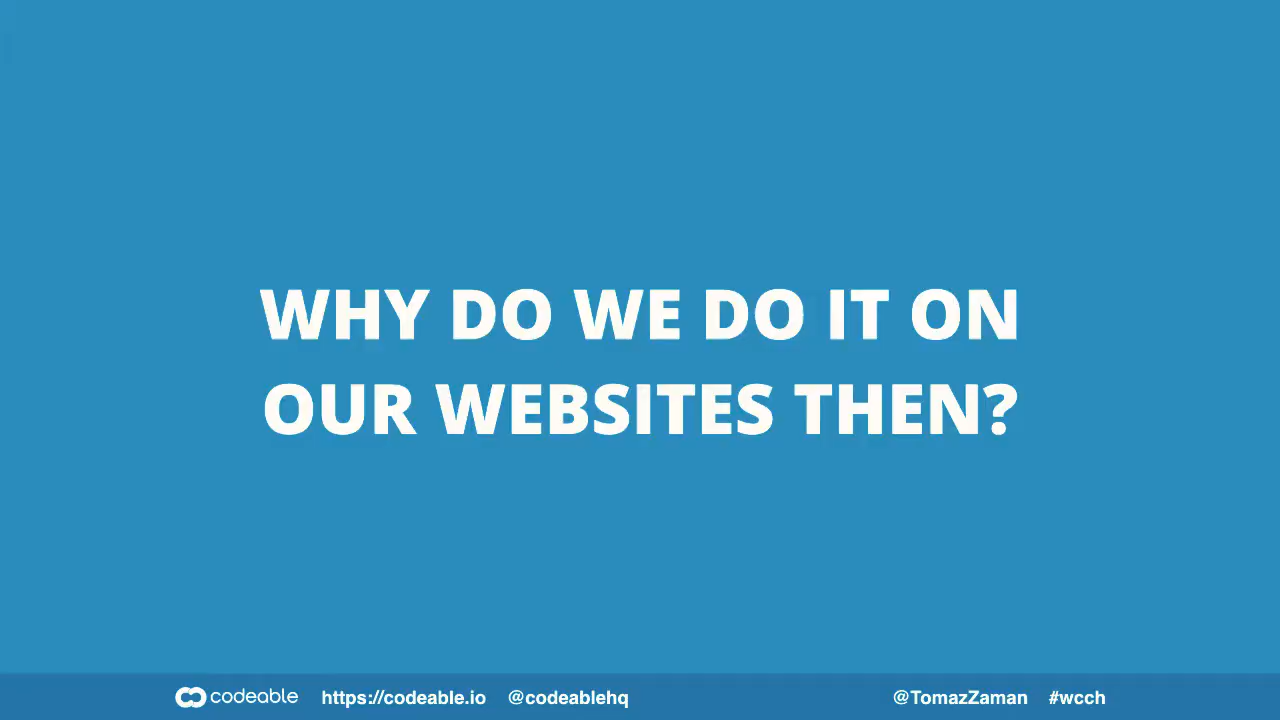 WHY DO WE DO IT ON
OUR WEBSITES THEN?
codeable https://codeable.io @codeablehq @TomazZaman #wcch